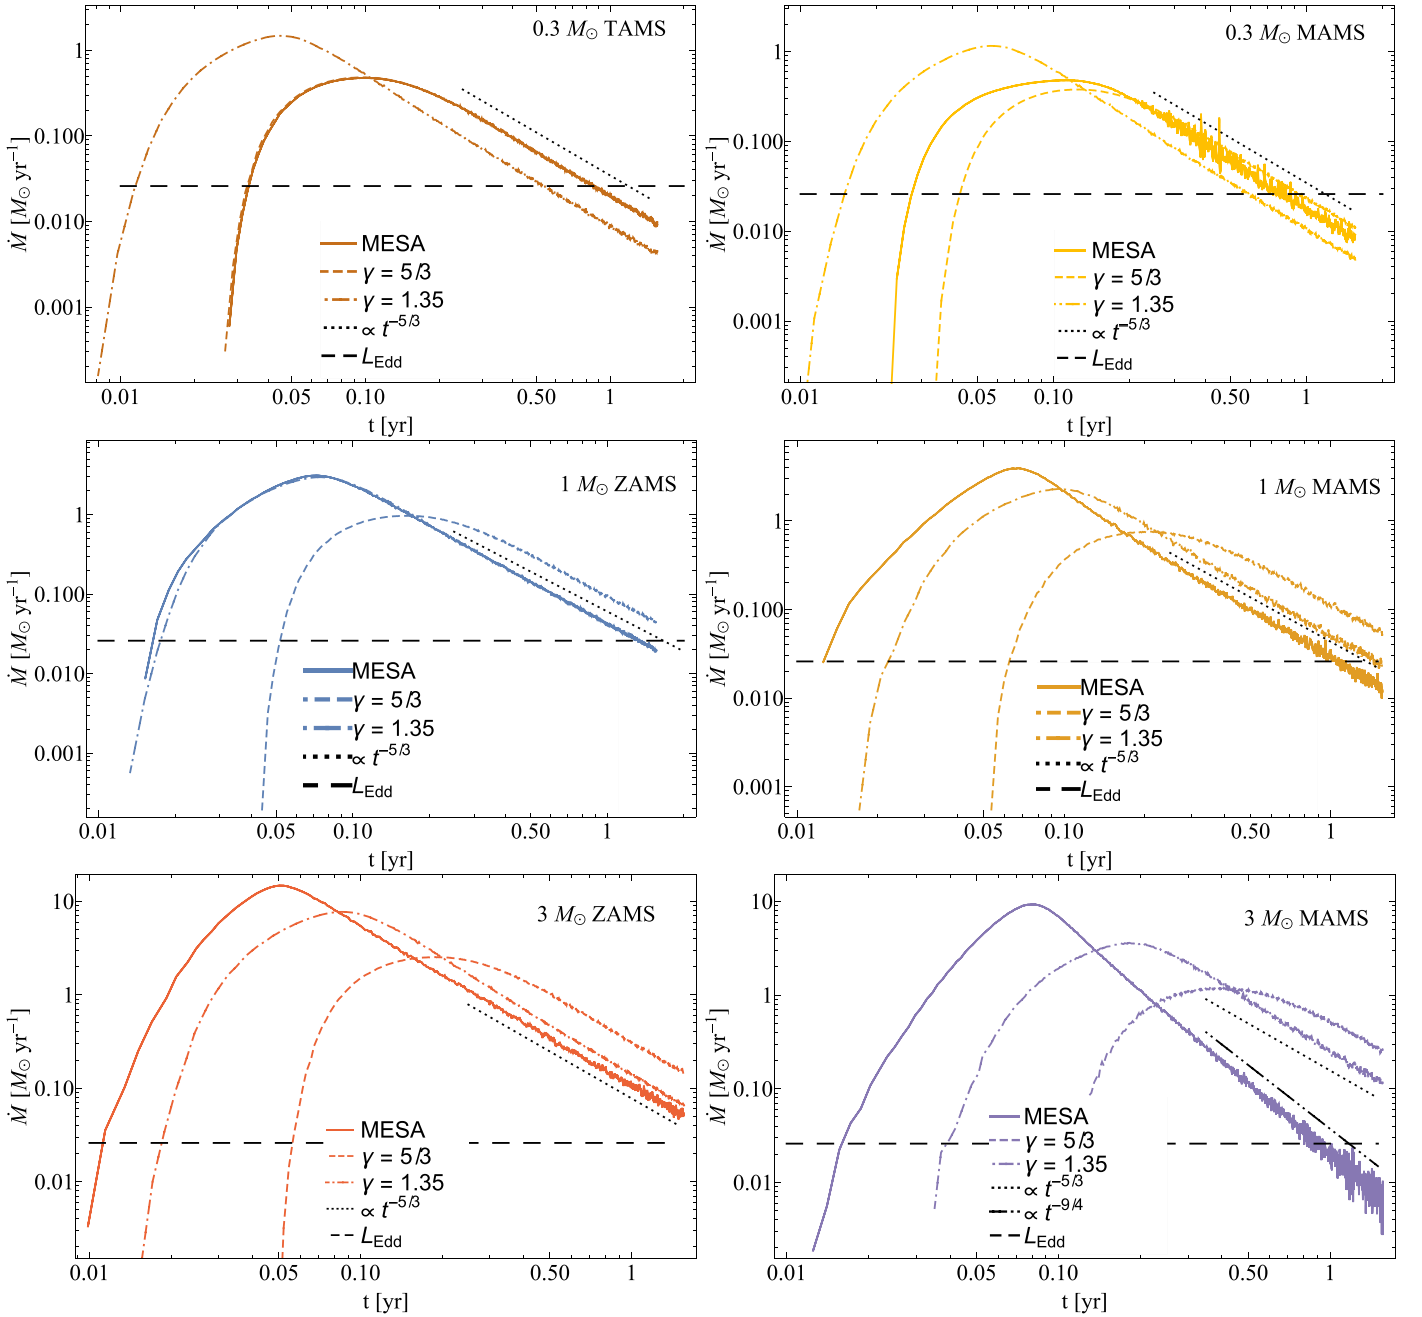 0.3 M⊙ TAMS
1
0.100
0.010
0.001
Ṁ [M⊙ yr⁻¹]
MESA
γ = 5/3
γ = 1.35
∝ t⁻⁵/³
L_Edd
0.01 0.05 0.10 0.50 1
t [yr]
0.3 M⊙ MAMS
1
0.100
0.010
0.001
Ṁ [M⊙ yr⁻¹]
MESA
γ = 5/3
γ = 1.35
∝ t⁻⁵/³
L_Edd
0.01 0.05 0.10 0.50 1
t [yr]
1 M⊙ ZAMS
1
0.100
0.010
0.001
Ṁ [M⊙ yr⁻¹]
MESA
γ = 5/3
γ = 1.35
∝ t⁻⁵/³
L_Edd
0.01 0.05 0.10 0.50 1
t [yr]
1 M⊙ MAMS
1
0.100
0.010
0.001
Ṁ [M⊙ yr⁻¹]
MESA
γ = 5/3
γ = 1.35
∝ t⁻⁵/³
L_Edd
0.01 0.05 0.10 0.50 1
t [yr]
3 M⊙ ZAMS
10
1
0.10
0.01
Ṁ [M⊙ yr⁻¹]
MESA
γ = 5/3
γ = 1.35
∝ t⁻⁵/³
L_Edd
0.01 0.05 0.10 0.50 1
t [yr]
3 M⊙ MAMS
10
1
0.10
0.01
Ṁ [M⊙ yr⁻¹]
MESA
γ = 5/3
γ = 1.35
∝ t⁻⁵/³
∝ t⁻⁹/⁴
L_Edd
0.01 0.05 0.10 0.50 1
t [yr]